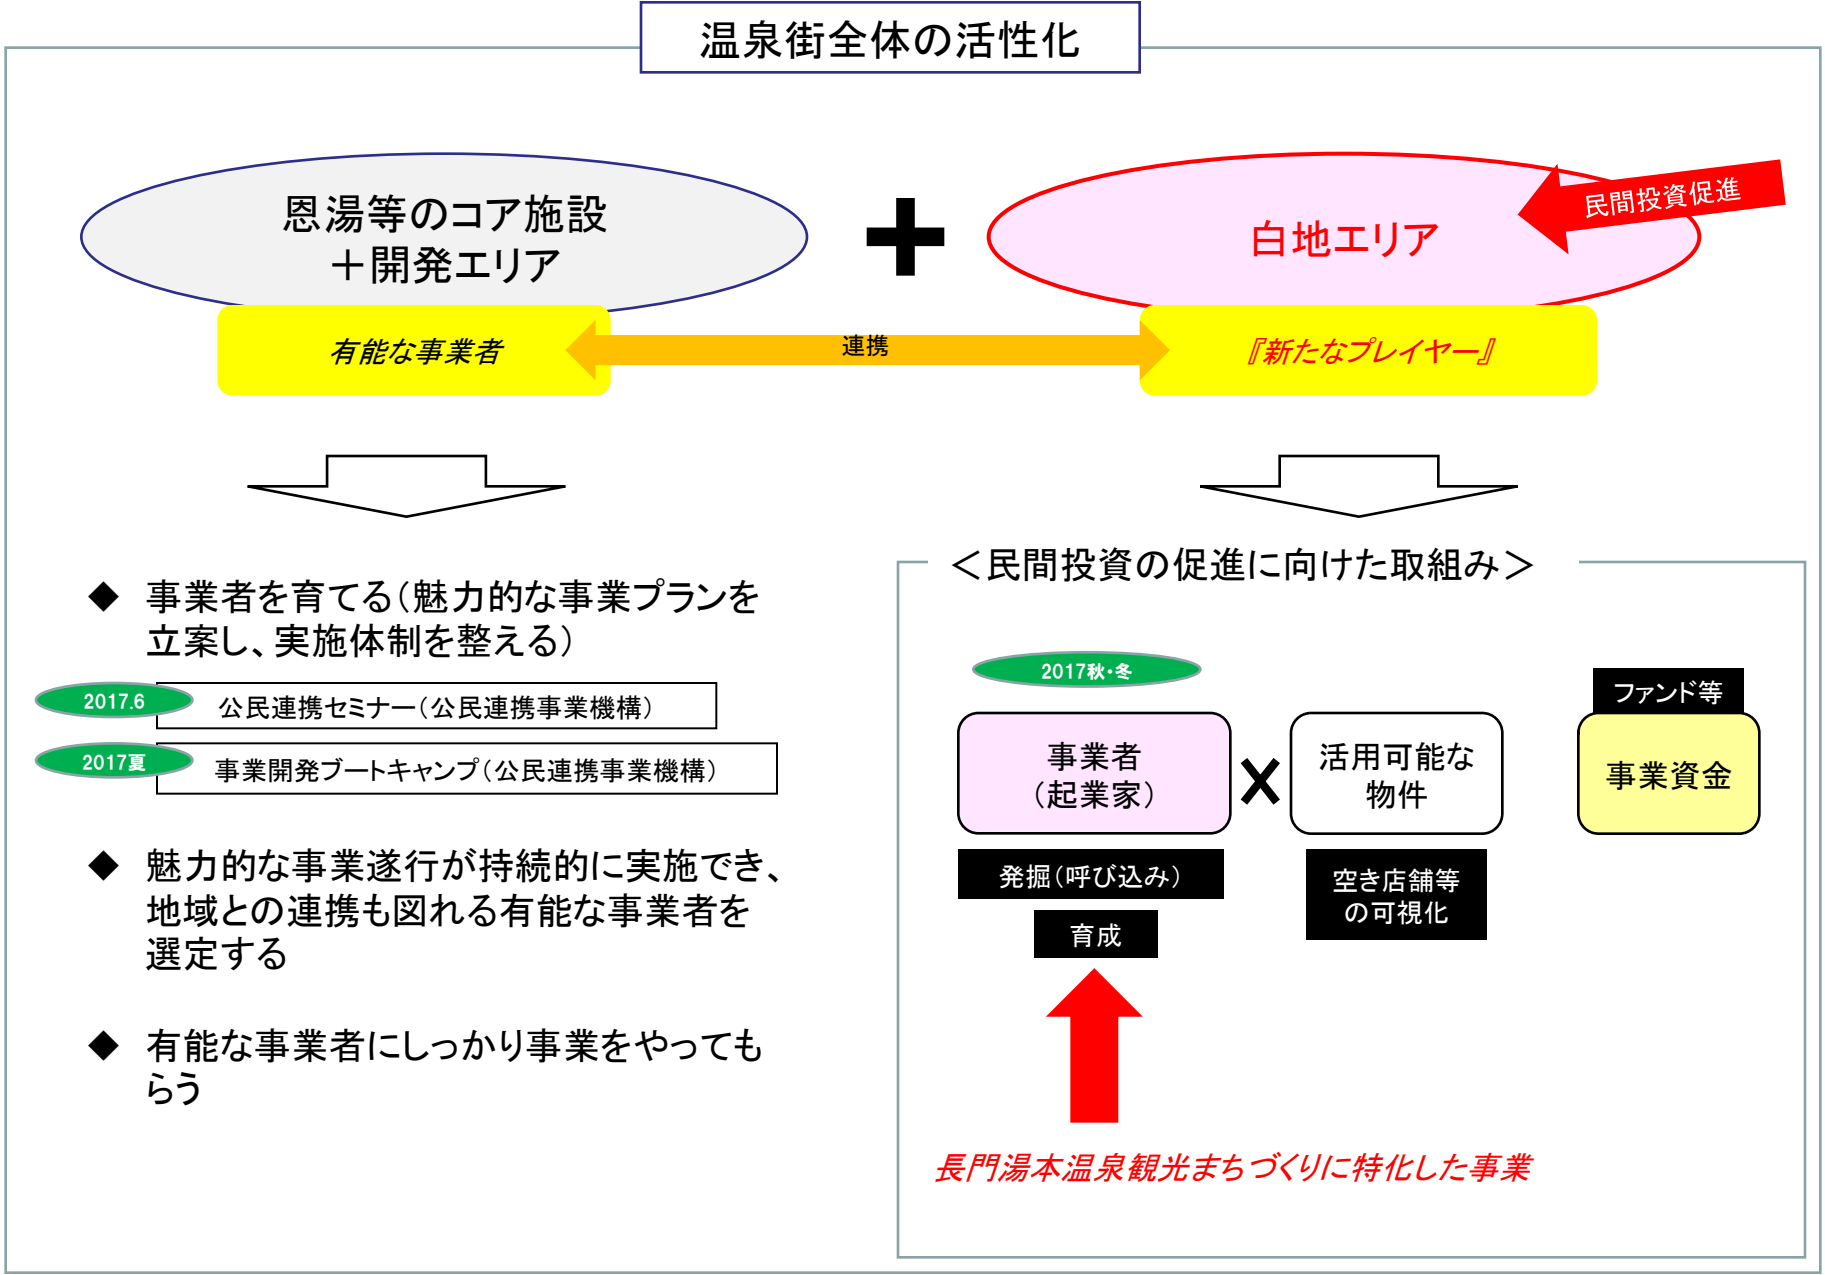 温泉街全体の活性化
恩湯等のコア施設
＋開発エリア
＋
白地エリア
民間投資促進
有能な事業者
連携
『新たなプレイヤー』
◆ 事業者を育てる（魅力的な事業プランを
立案し、実施体制を整える）
2017.6
公民連携セミナー（公民連携事業機構）
2017夏
事業開発ブートキャンプ（公民連携事業機構）
◆ 魅力的な事業遂行が持続的に実施でき、
地域との連携も図れる有能な事業者を
選定する
◆ 有能な事業者にしっかり事業をやっても
らう
＜民間投資の促進に向けた取組み＞
2017秋・冬
事業者
（起業家）
×
活用可能な
物件
ファンド等
事業資金
発掘（呼び込み）
育成
空き店舗等
の可視化
長門湯本温泉観光まちづくりに特化した事業